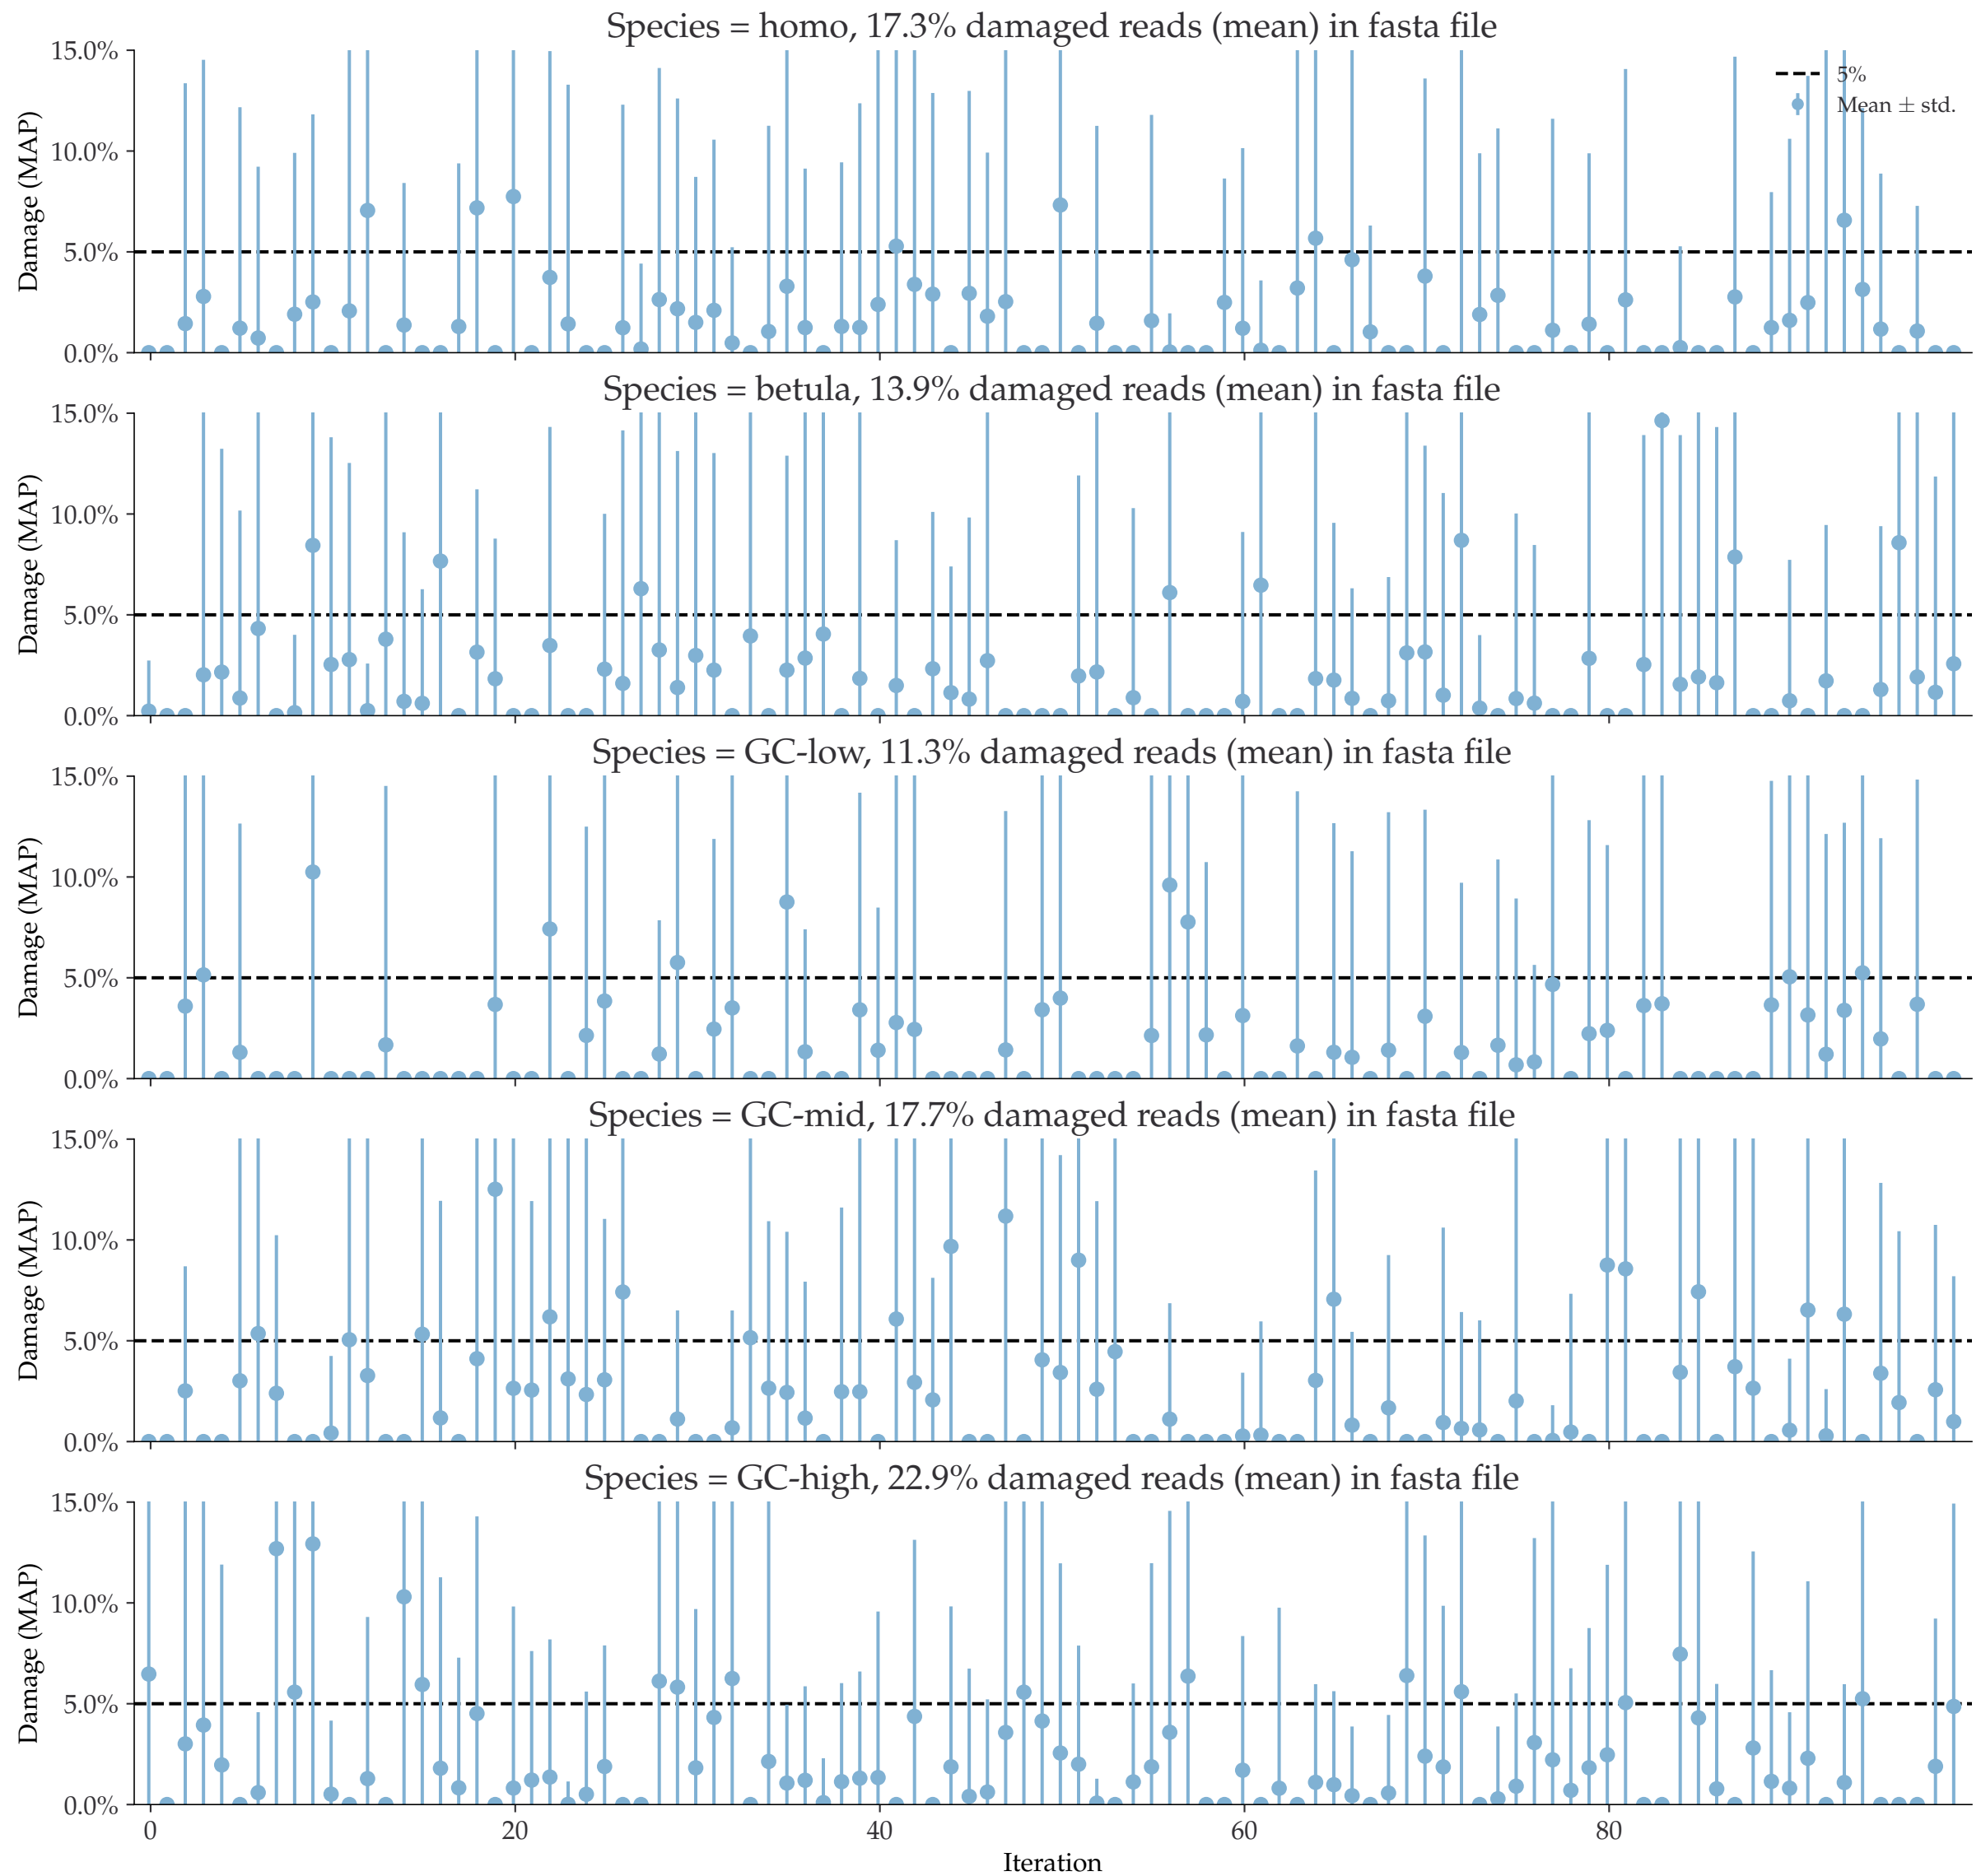 Species = homo, 17.3% damaged reads (mean) in fasta file
15.0%
10.0%
5.0%
0.0%
Damage (MAP)
5%
Mean ± std.
Species = betula, 13.9% damaged reads (mean) in fasta file
15.0%
10.0%
5.0%
0.0%
Damage (MAP)
Species = GC-low, 11.3% damaged reads (mean) in fasta file
15.0%
10.0%
5.0%
0.0%
Damage (MAP)
Species = GC-mid, 17.7% damaged reads (mean) in fasta file
15.0%
10.0%
5.0%
0.0%
Damage (MAP)
Species = GC-high, 22.9% damaged reads (mean) in fasta file
15.0%
10.0%
5.0%
0.0%
Damage (MAP)
0 20 40 60 80
Iteration